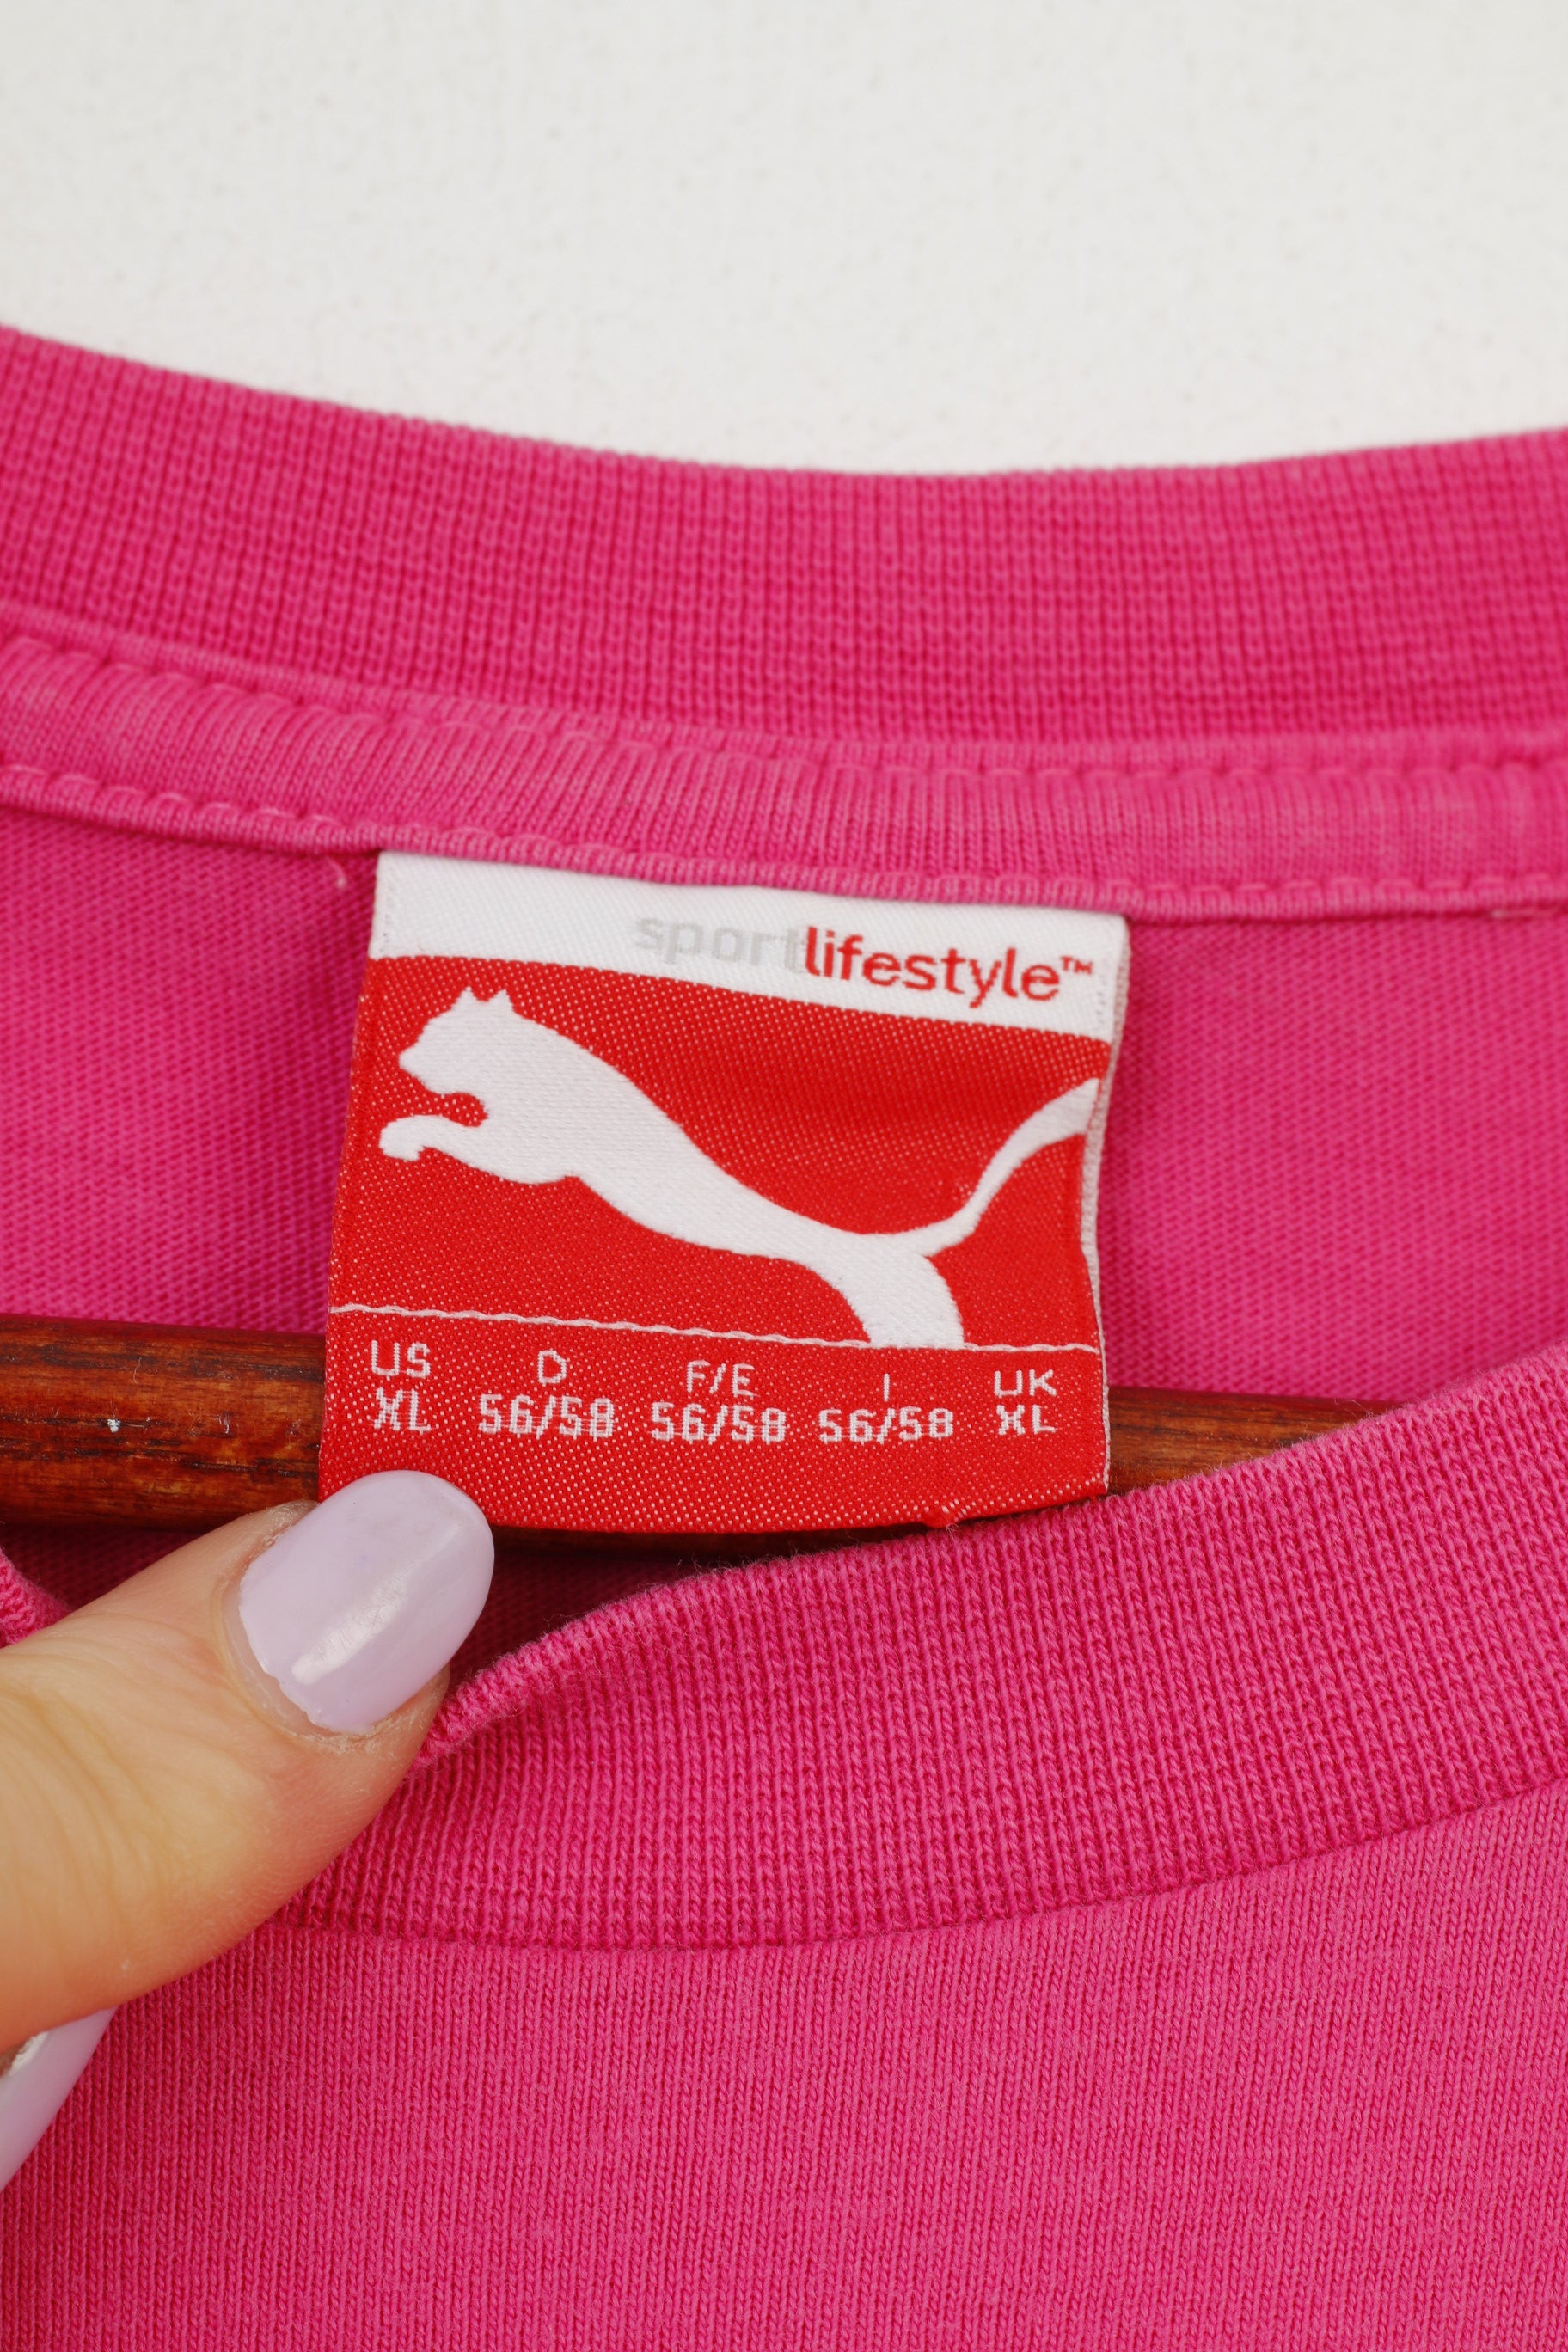 sportlifestyle™
US D F/E I UK
XL 56/58 56/58 56/58 XL